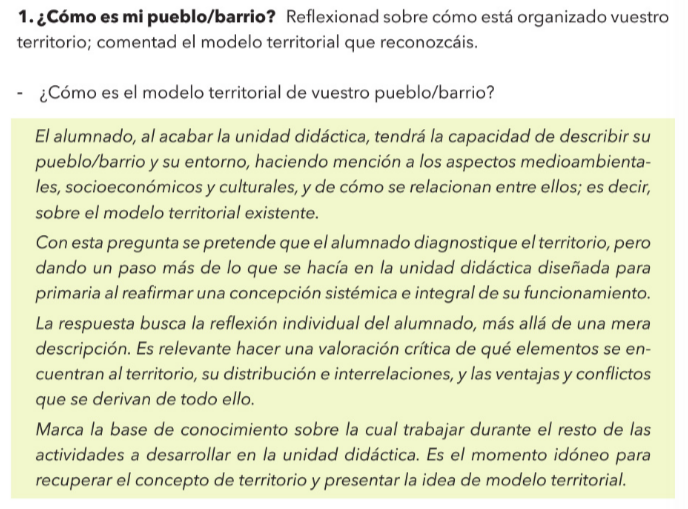 1. ¿Cómo es mi pueblo/barrio? Reflexionad sobre cómo está organizado vuestro
territorio; comentad el modelo territorial que reconozcáis.
- ¿Cómo es el modelo territorial de vuestro pueblo/barrio?
El alumnado, al acabar la unidad didáctica, tendrá la capacidad de describir su
pueblo/barrio y su entorno, haciendo mención a los aspectos medioambienta-
les, socioeconómicos y culturales, y de cómo se relacionan entre ellos; es decir,
sobre el modelo territorial existente.
Con esta pregunta se pretende que el alumnado diagnostique el territorio, pero
dando un paso más de lo que se hacía en la unidad didáctica diseñada para
primaria al reafirmar una concepción sistémica e integral de su funcionamiento.
La respuesta busca la reflexión individual del alumnado, más allá de una mera
descripción. Es relevante hacer una valoración crítica de qué elementos se en-
cuentran al territorio, su distribución e interrelaciones, y las ventajas y conflictos
que se derivan de todo ello.
Marca la base de conocimiento sobre la cual trabajar durante el resto de las
actividades a desarrollar en la unidad didáctica. Es el momento idóneo para
recuperar el concepto de territorio y presentar la idea de modelo territorial.